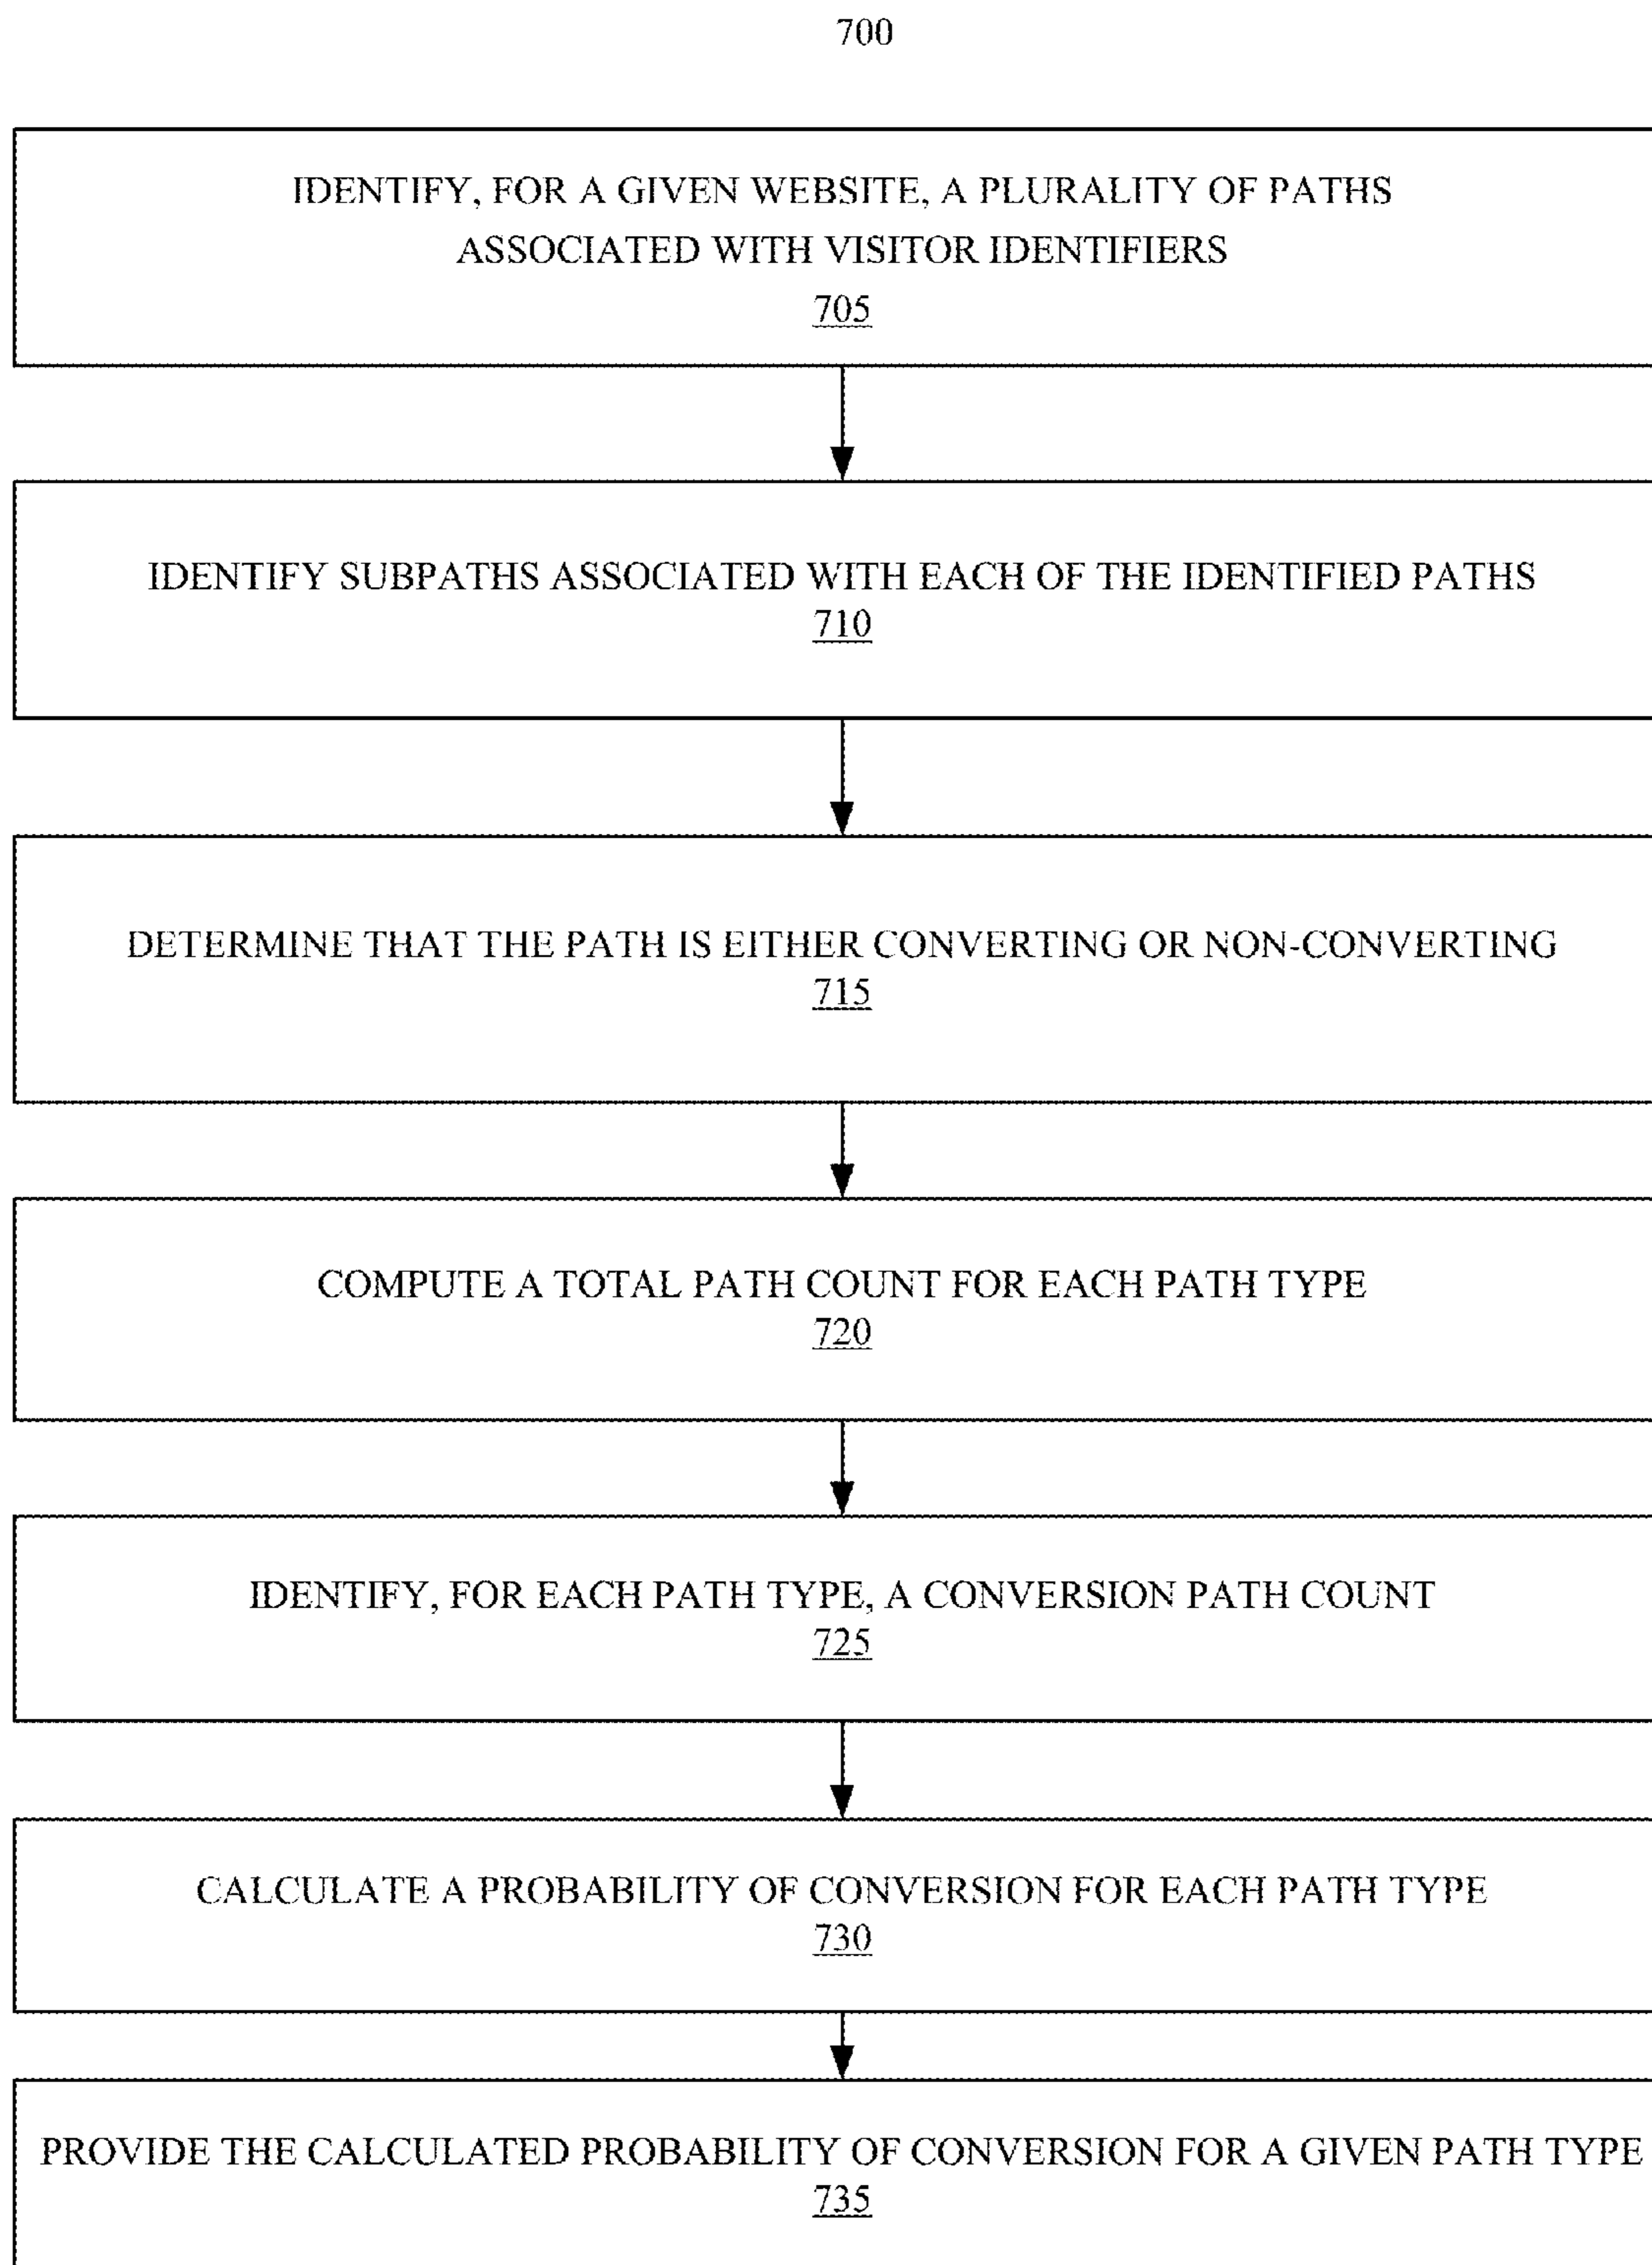 700
IDENTIFY, FOR A GIVEN WEBSITE, A PLURALITY OF PATHS
ASSOCIATED WITH VISITOR IDENTIFIERS
705
IDENTIFY SUBPATHS ASSOCIATED WITH EACH OF THE IDENTIFIED PATHS
710
DETERMINE THAT THE PATH IS EITHER CONVERTING OR NON-CONVERTING
715
COMPUTE A TOTAL PATH COUNT FOR EACH PATH TYPE
720
IDENTIFY, FOR EACH PATH TYPE, A CONVERSION PATH COUNT
725
CALCULATE A PROBABILITY OF CONVERSION FOR EACH PATH TYPE
730
PROVIDE THE CALCULATED PROBABILITY OF CONVERSION FOR A GIVEN PATH TYPE
735